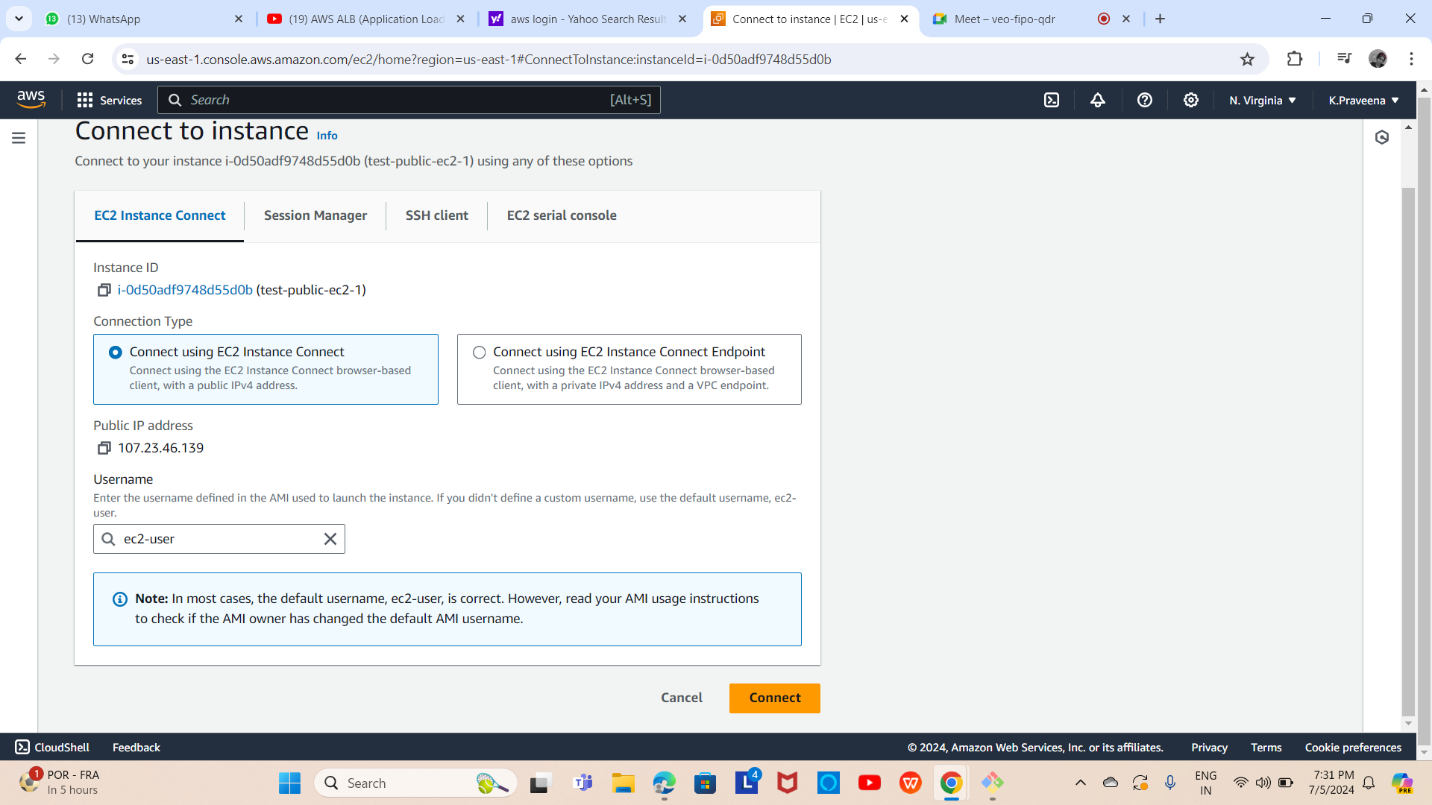 (13) WhatsApp
(19) AWS ALB (Application Load
aws login - Yahoo Search Result
Connect to instance | EC2 | us-e
Meet – veo-fipo-qdr
us-east-1.console.aws.amazon.com/ec2/home?region=us-east-1#ConnectToInstance:instanceId=i-0d50adf9748d55d0b
aws
Services
Search
[Alt+S]
N. Virginia
K.Praveena
Connect to instance Info
Connect to your instance i-0d50adf9748d55d0b (test-public-ec2-1) using any of these options
EC2 Instance Connect
Session Manager
SSH client
EC2 serial console
Instance ID
i-0d50adf9748d55d0b (test-public-ec2-1)
Connection Type
Connect using EC2 Instance Connect
Connect using the EC2 Instance Connect browser-based
client, with a public IPv4 address.
Connect using EC2 Instance Connect Endpoint
Connect using the EC2 Instance Connect browser-based
client, with a private IPv4 address and a VPC endpoint.
Public IP address
107.23.46.139
Username
Enter the username defined in the AMI used to launch the instance. If you didn't define a custom username, use the default username, ec2-
user.
ec2-user
Note: In most cases, the default username, ec2-user, is correct. However, read your AMI usage instructions
to check if the AMI owner has changed the default AMI username.
Cancel
Connect
CloudShell
Feedback
© 2024, Amazon Web Services, Inc. or its affiliates.
Privacy
Terms
Cookie preferences
1
POR - FRA
In 5 hours
Search
L
4
W
ENG
IN
7:31 PM
7/5/2024
PRE